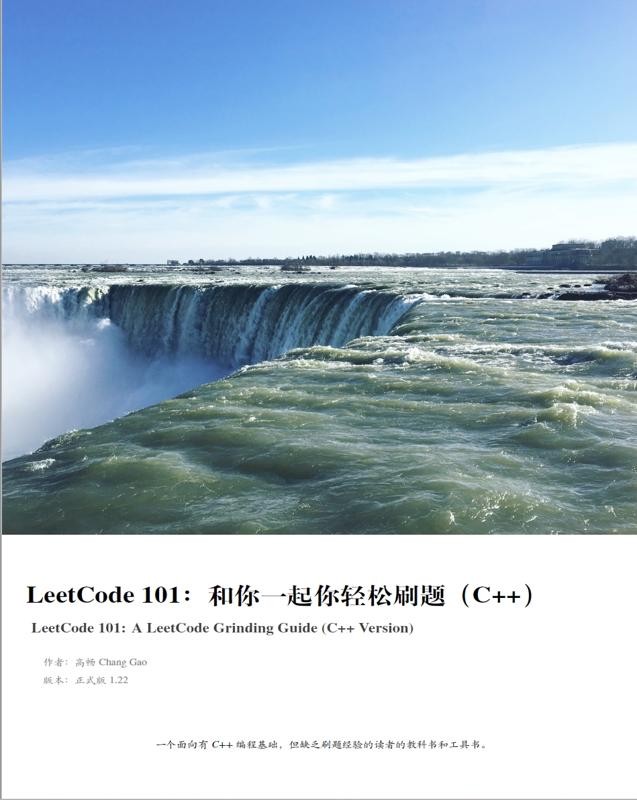 LeetCode 101：和你一起你轻松刷题（C++）
LeetCode 101: A LeetCode Grinding Guide (C++ Version)
作者：高畅 Chang Gao
版本：正式版 1.22
一个面向有 C++ 编程基础，但缺乏刷题经验的读者的教科书和工具书。